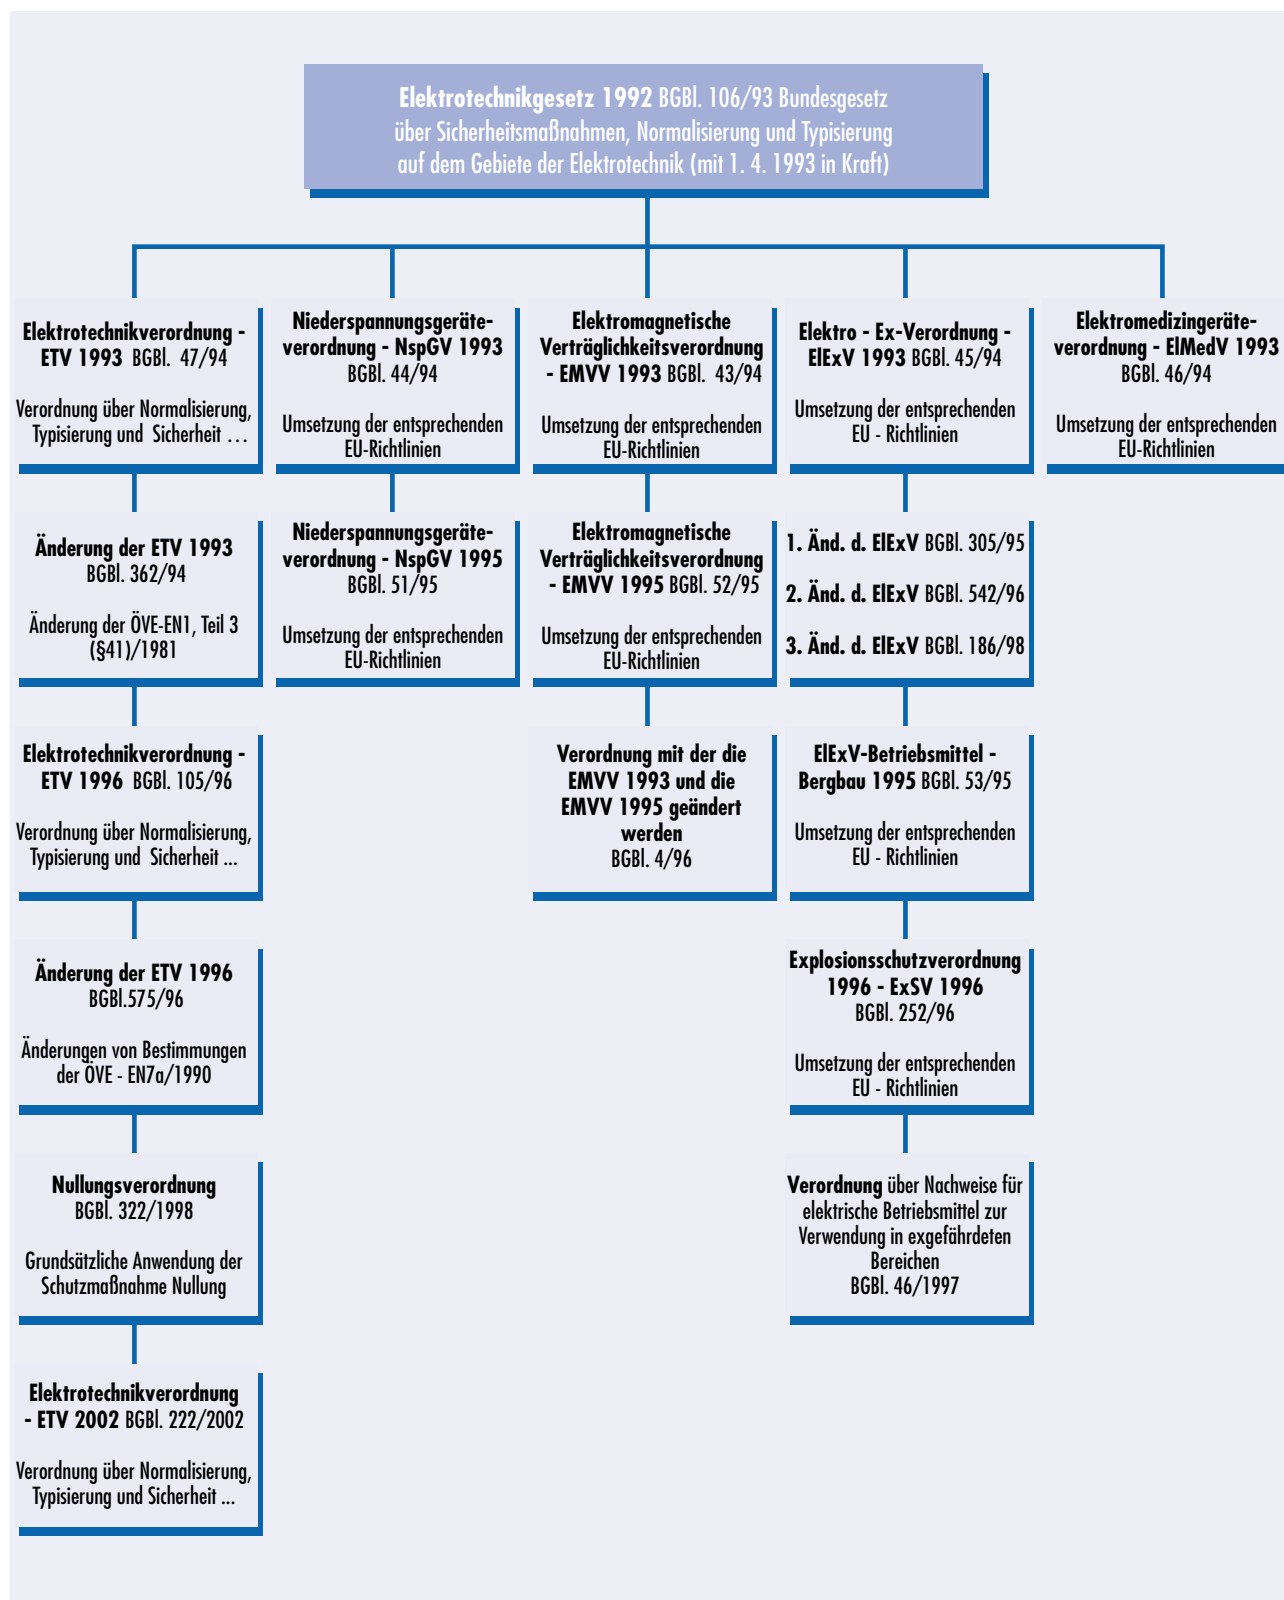 Elektrotechnikgesetz 1992 BGBl. 106/93 Bundesgesetz
über Sicherheitsmaßnahmen, Normalisierung und Typisierung
auf dem Gebiete der Elektrotechnik (mit 1. 4. 1993 in Kraft)
Elektrotechnikverordnung -
ETV 1993 BGBl. 47/94
Verordnung über Normalisierung,
Typisierung und Sicherheit ...
Niederspannungsgeräte-
verordnung - NspGV 1993
BGBl. 44/94
Umsetzung der entsprechenden
EU-Richtlinien
Elektromagnetische
Verträglichkeitsverordnung
- EMVV 1993 BGBl. 43/94
Umsetzung der entsprechenden
EU-Richtlinien
Elektro - Ex-Verordnung -
ElExV 1993 BGBl. 45/94
Umsetzung der entsprechenden
EU - Richtlinien
Elektromedizingeräte-
verordnung - ElMedV 1993
BGBl. 46/94
Umsetzung der entsprechenden
EU-Richtlinien
Änderung der ETV 1993
BGBl. 362/94
Änderung der ÖVE-EN1, Teil 3
(§41)/1981
Niederspannungsgeräte-
verordnung - NspGV 1995
BGBl. 51/95
Umsetzung der entsprechenden
EU-Richtlinien
Elektromagnetische
Verträglichkeitsverordnung
- EMVV 1995 BGBl. 52/95
Umsetzung der entsprechenden
EU-Richtlinien
1. Änd. d. ElExV BGBl. 305/95
2. Änd. d. ElExV BGBl. 542/96
3. Änd. d. ElExV BGBl. 186/98
Elektrotechnikverordnung -
ETV 1996 BGBl. 105/96
Verordnung über Normalisierung,
Typisierung und Sicherheit ...
Verordnung mit der die
EMVV 1993 und die
EMVV 1995 geändert
werden
BGBl. 4/96
ElExV-Betriebsmittel -
Bergbau 1995 BGBl. 53/95
Umsetzung der entsprechenden
EU - Richtlinien
Änderung der ETV 1996
BGBl.575/96
Änderungen von Bestimmungen
der ÖVE - EN7a/1990
Explosionsschutzverordnung
1996 - ExSV 1996
BGBl. 252/96
Umsetzung der entsprechenden
EU - Richtlinien
Nullungsverordnung
BGBl. 322/1998
Grundsätzliche Anwendung der
Schutzmaßnahme Nullung
Verordnung über Nachweise für
elektrische Betriebsmittel zur
Verwendung in exgefährdeten
Bereichen
BGBl. 46/1997
Elektrotechnikverordnung
- ETV 2002 BGBl. 222/2002
Verordnung über Normalisierung,
Typisierung und Sicherheit ...